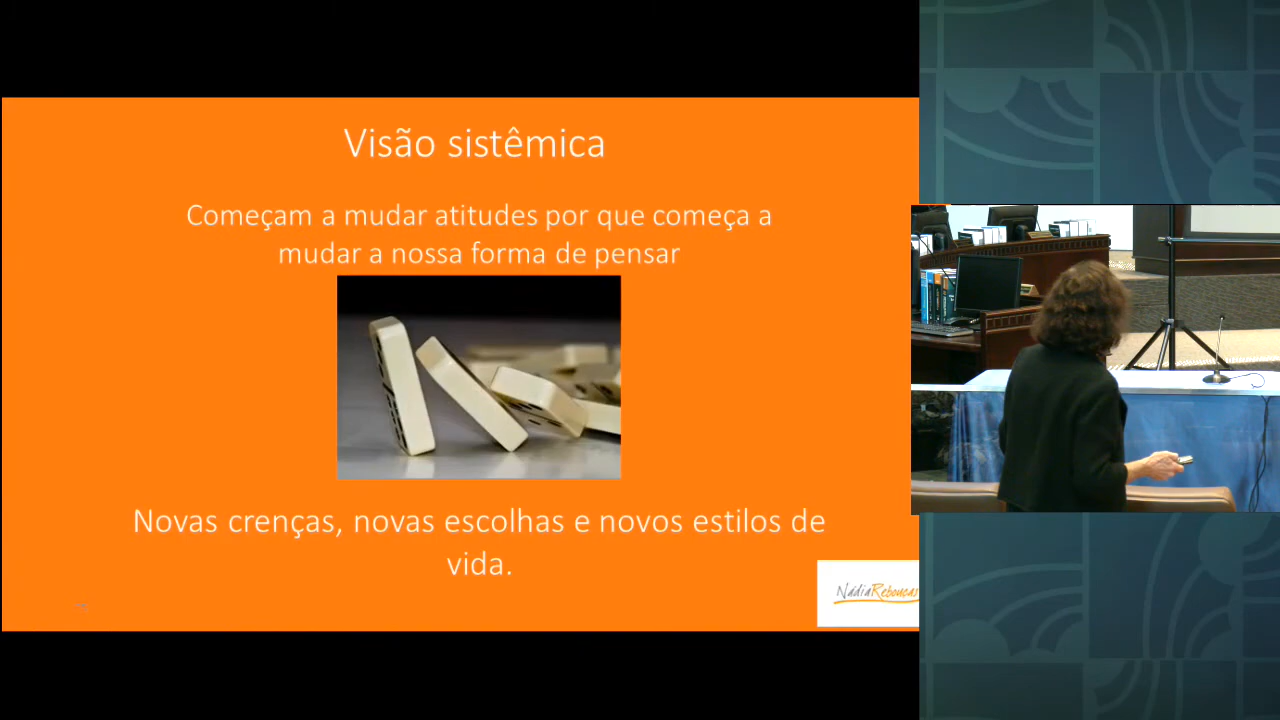 Visão sistêmica
Começam a mudar atitudes por que começa a
mudar a nossa forma de pensar
Novas crenças, novas escolhas e novos estilos de
vida.
NádiaRebouças